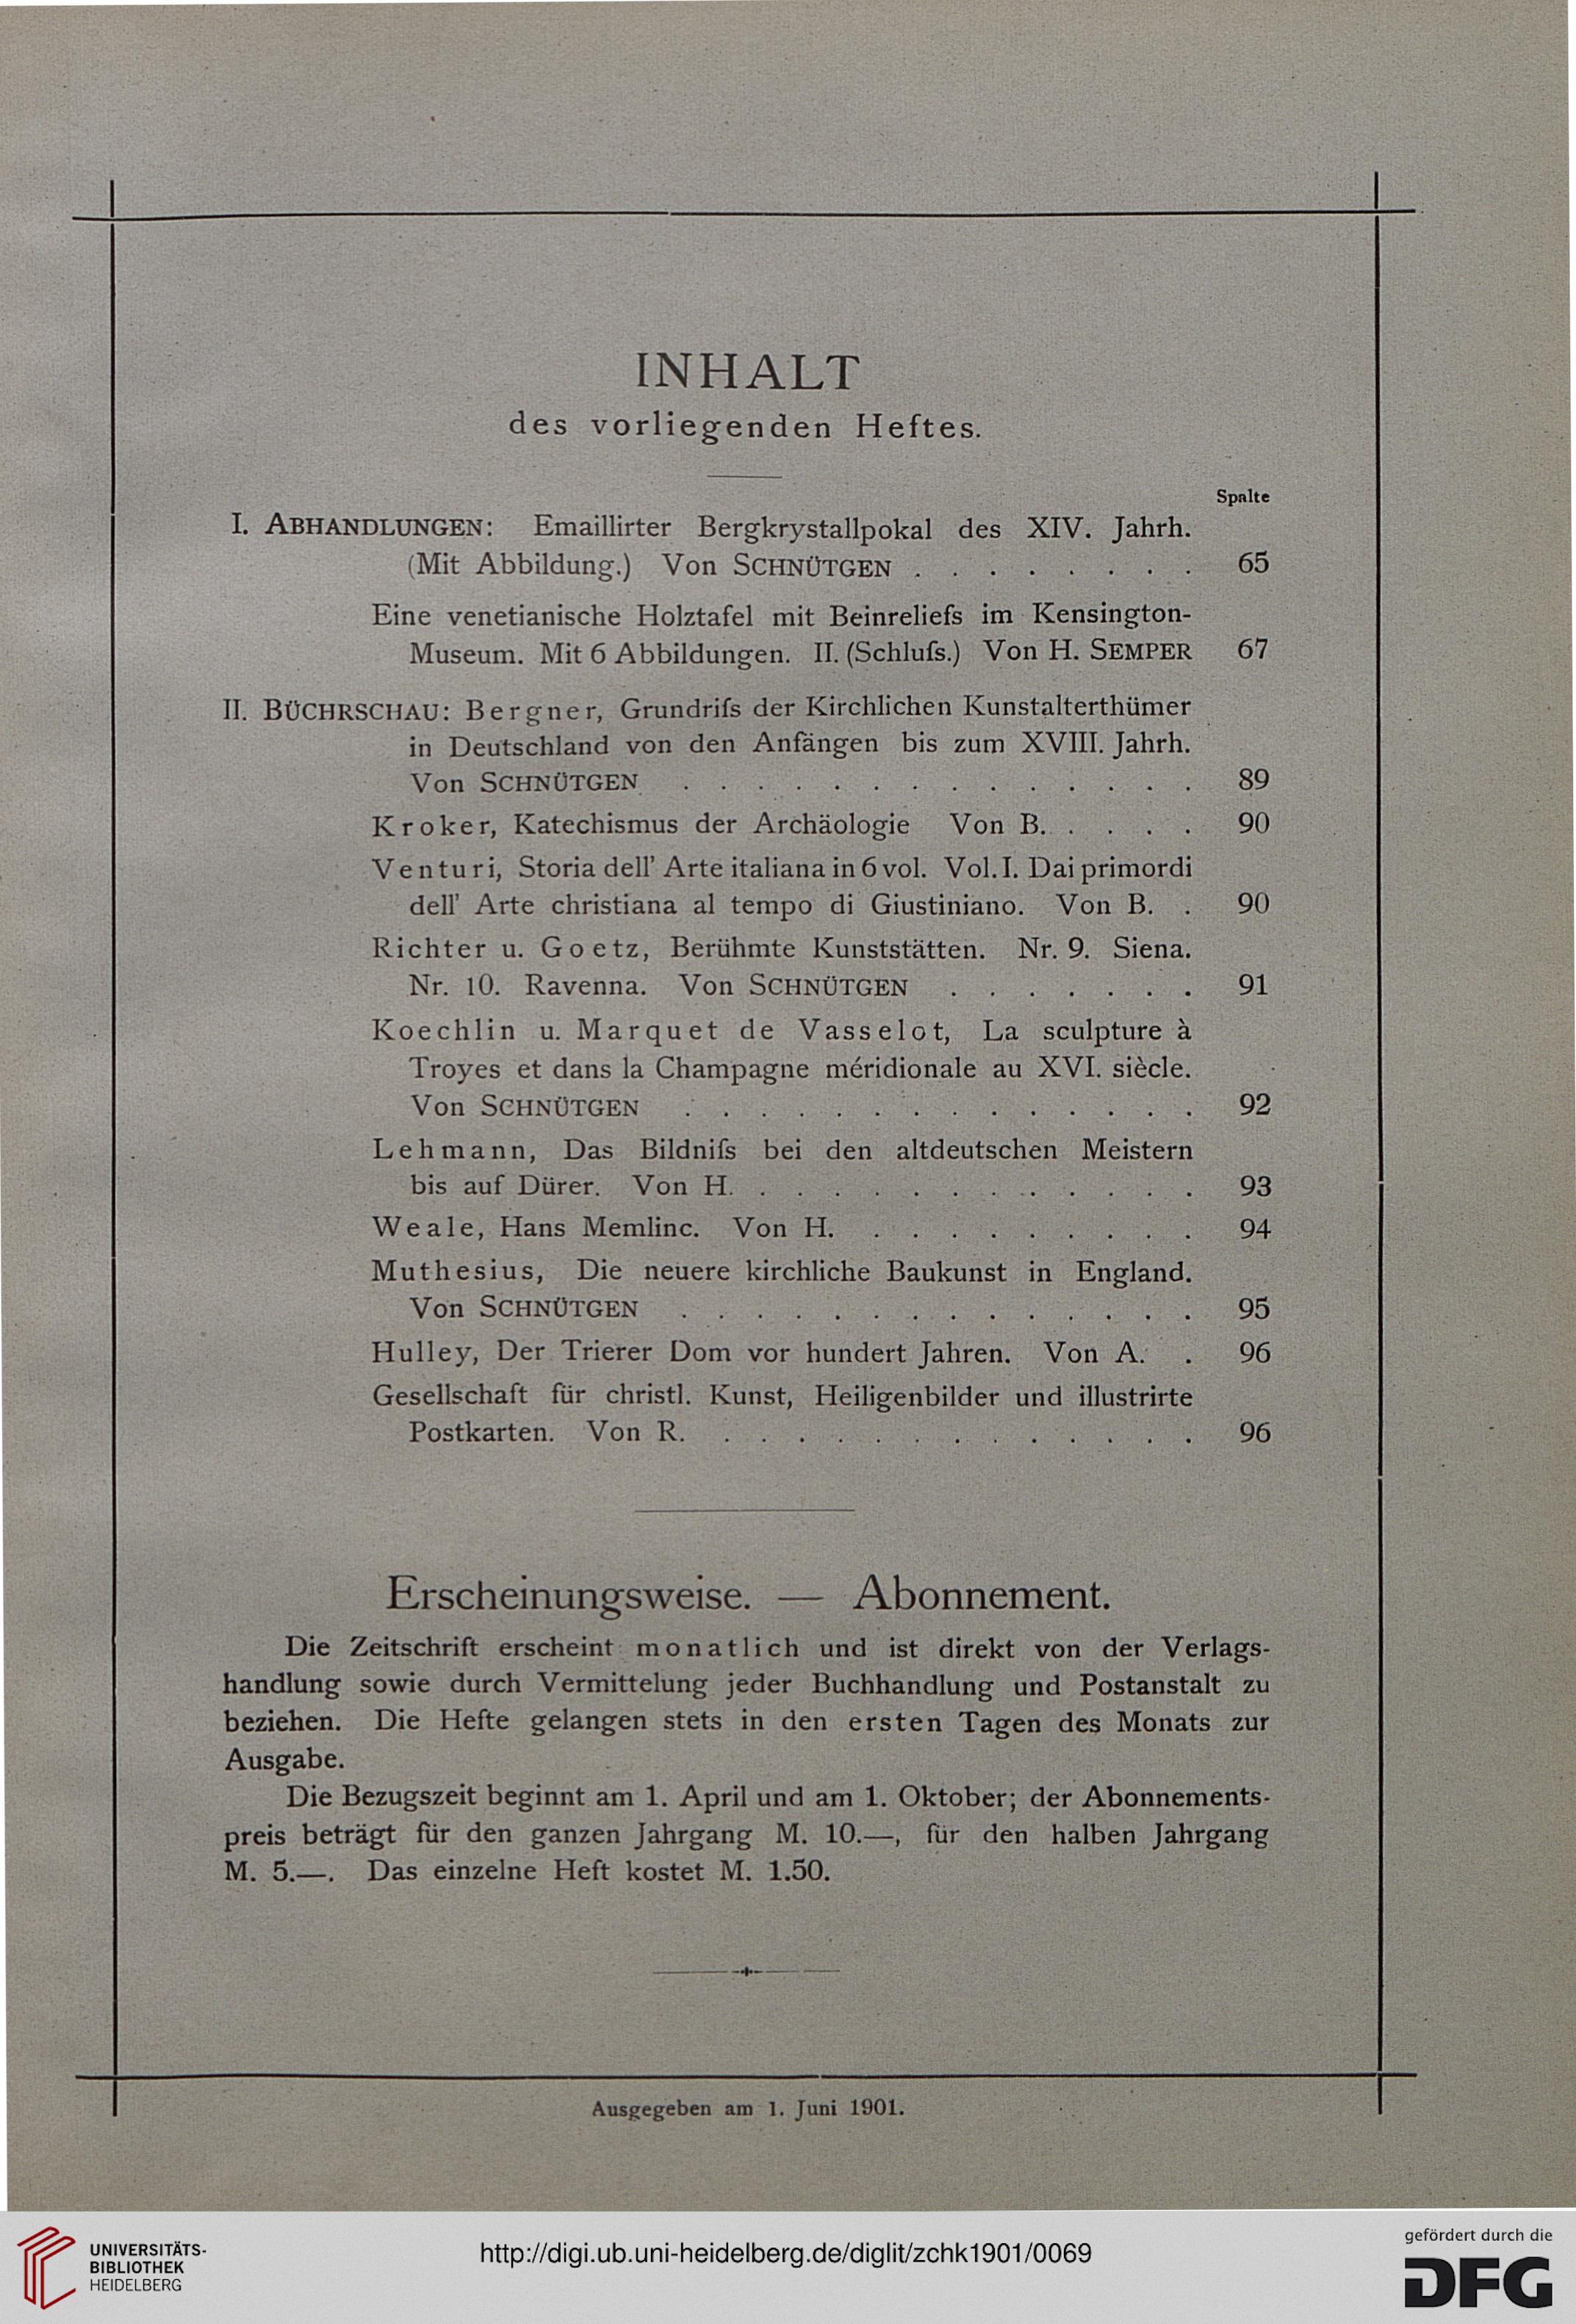 INHALT
des vorliegenden Heftes.
Spalte
I. ABHANDLUNGEN: Emaillirter Bergkrystallpokal des XIV. Jahrh.
(Mit Abbildung.) Von SCHNÜTGEN . . . . . . . . 65
Eine venetianische Holztafel mit Beinreliefs im Kensington-
Museum. Mit 6 Abbildungen. II. (Schluſs.) Von H. SEMPER 67
II. BÜCHRSCHAU: Bergner, Grundriſs der Kirchlichen Kunstalterthümer
in Deutschland von den Anfängen bis zum XVIII. Jahrh.
Von SCHNÜTGEN . . . . . . . . . . . . . . 89
Kroker, Katechismus der Archäologie Von B. . . . . 90
Venturi, Storia dell' Arte italiana in 6 vol. Vol. I. Dai primordi
dell' Arte christiana al tempo di Giustiniano. Von B. . 90
Richter u. Goetz, Berühmte Kunststätten. Nr. 9. Siena.
Nr. 10. Ravenna. Von SCHNÜTGEN . . . . . . . 91
Koechlin u. Marquet de Vasselot, La sculpture à
Troyes et dans la Champagne méridionale au XVI. siècle.
Von SCHNÜTGEN . . . . . . . . . . . . . . 92
Lehmann, Das Bildniſs bei den altdeutschen Meistern
bis auf Dürer. Von H. . . . . . . . . . . . . 93
Weale, Hans Memlinc. Von H. . . . . . . . . . 94
Muthesius, Die neuere kirchliche Baukunst in England.
Von SCHNÜTGEN . . . . . . . . . . . . . . 95
Hulley, Der Trierer Dom vor hundert Jahren. Von A. . 96
Gesellschaft für christl. Kunst, Heiligenbilder und illustrirte
Postkarten. Von R. . . . . . . . . . . . . . 96
Erscheinungsweise. — Abonnement.
Die Zeitschrift erscheint monatlich und ist direkt von der Verlags-
handlung sowie durch Vermittelung jeder Buchhandlung und Postanstalt zu
beziehen. Die Hefte gelangen stets in den ersten Tagen des Monats zur
Ausgabe.
Die Bezugszeit beginnt am 1. April und am 1. Oktober; der Abonnements-
preis beträgt für den ganzen Jahrgang M. 10.—, für den halben Jahrgang
M. 5.—. Das einzelne Heft kostet M. 1.50.
Ausgegeben am 1. Juni 1901.
UNIVERSITÄTS-
BIBLIOTHEK
HEIDELBERG
http://digi.ub.uni-heidelberg.de/diglit/zchk1901/0069
gefördert durch die
DFG